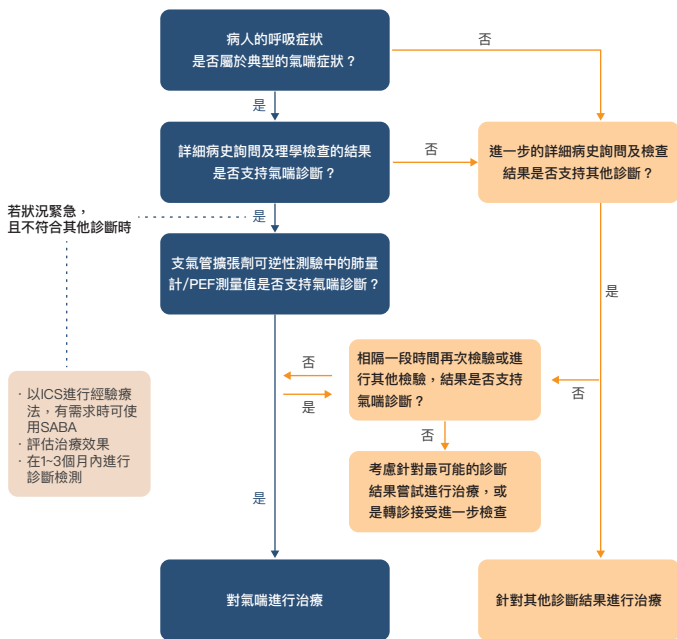 病人的呼吸症狀
是否屬於典型的氣喘症狀？
否
是
詳細病史詢問及理學檢查的結果
是否支持氣喘診斷？
否
進一步的詳細病史詢問及檢查
結果是否支持其他診斷？
若狀況緊急，
且不符合其他診斷時
是
支氣管擴張劑可逆性測驗中的肺量
計/PEF測量值是否支持氣喘診斷？
是
否
是
相隔一段時間再次檢驗或進
行其他檢驗，結果是否支持
氣喘診斷？
否
否
· 以ICS進行經驗療
法，有需求時可使
用SABA
· 評估治療效果
· 在1~3個月內進行
診斷檢測
考慮針對最可能的診斷
結果嘗試進行治療，或
是轉診接受進一步檢查
是
對氣喘進行治療
針對其他診斷結果進行治療